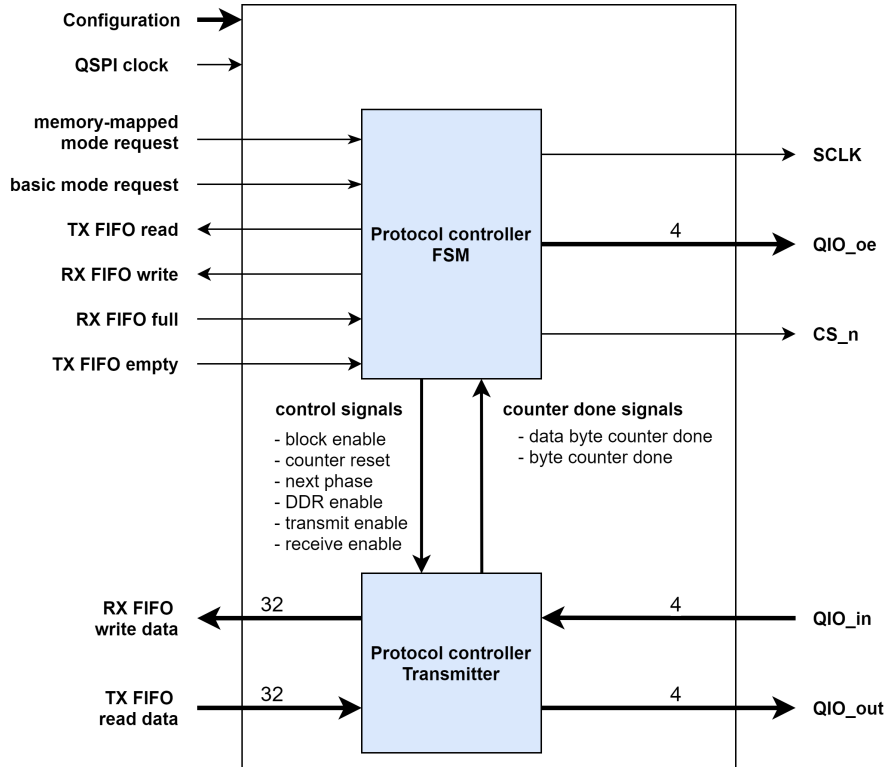 Configuration
QSPI clock
memory-mapped
mode request
basic mode request
TX FIFO read
RX FIFO write
RX FIFO full
TX FIFO empty
Protocol controller
FSM
SCLK
4
QIO_oe
CS_n
control signals
- block enable
- counter reset
- next phase
- DDR enable
- transmit enable
- receive enable
counter done signals
- data byte counter done
- byte counter done
RX FIFO
write data
32
TX FIFO
read data
32
Protocol controller
Transmitter
4
QIO_in
4
QIO_out